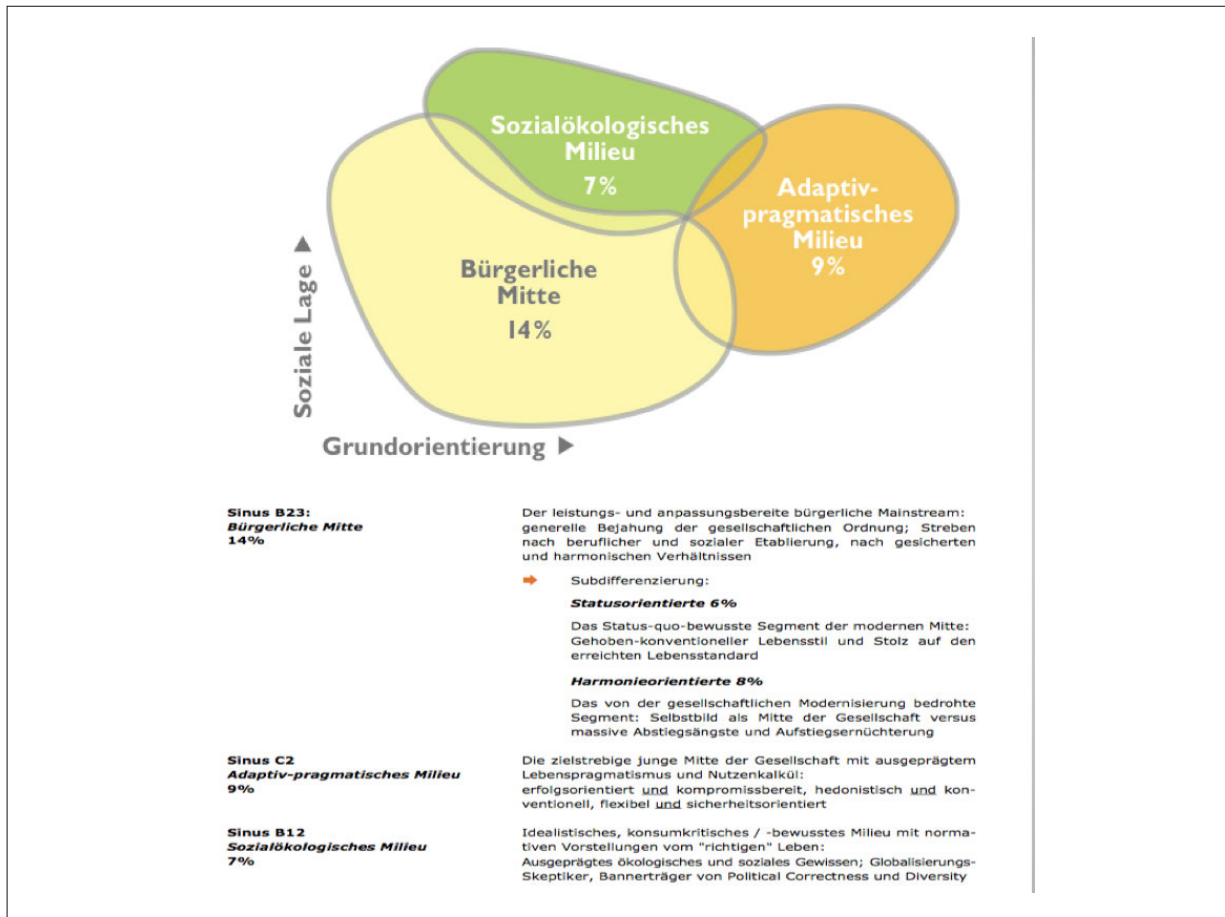 Sozialökologisches
Milieu
7%
Adaptiv-
pragmatisches
Milieu
9%
Bürgerliche
Mitte
14%
Soziale Lage ▲
Grundorientierung ▶
Sinus B23:
Bürgerliche Mitte
14%
Der leistungs- und anpassungsbereite bürgerliche Mainstream:
generelle Bejahung der gesellschaftlichen Ordnung; Streben
nach beruflicher und sozialer Etablierung, nach gesicherten
und harmonischen Verhältnissen
➡ Subdifferenzierung:
Statusorientierte 6%
Das Status-quo-bewusste Segment der modernen Mitte:
Gehoben-konventioneller Lebensstil und Stolz auf den
erreichten Lebensstandard
Harmonieorientierte 8%
Das von der gesellschaftlichen Modernisierung bedrohte
Segment: Selbstbild als Mitte der Gesellschaft versus
massive Abstiegsängste und Aufstiegsernüchterung
Sinus C2
Adaptiv-pragmatisches Milieu
9%
Die zielstrebige junge Mitte der Gesellschaft mit ausgeprägtem
Lebenspragmatismus und Nutzenkalkül:
erfolgsorientiert und kompromissbereit, hedonistisch und kon-
ventionell, flexibel und sicherheitsorientiert
Sinus B12
Sozialökologisches Milieu
7%
Idealistisches, konsumkritisches / -bewusstes Milieu mit norma-
tiven Vorstellungen vom "richtigen" Leben:
Ausgeprägtes ökologisches und soziales Gewissen; Globalisierungs-
Skeptiker, Bannerträger von Political Correctness und Diversity